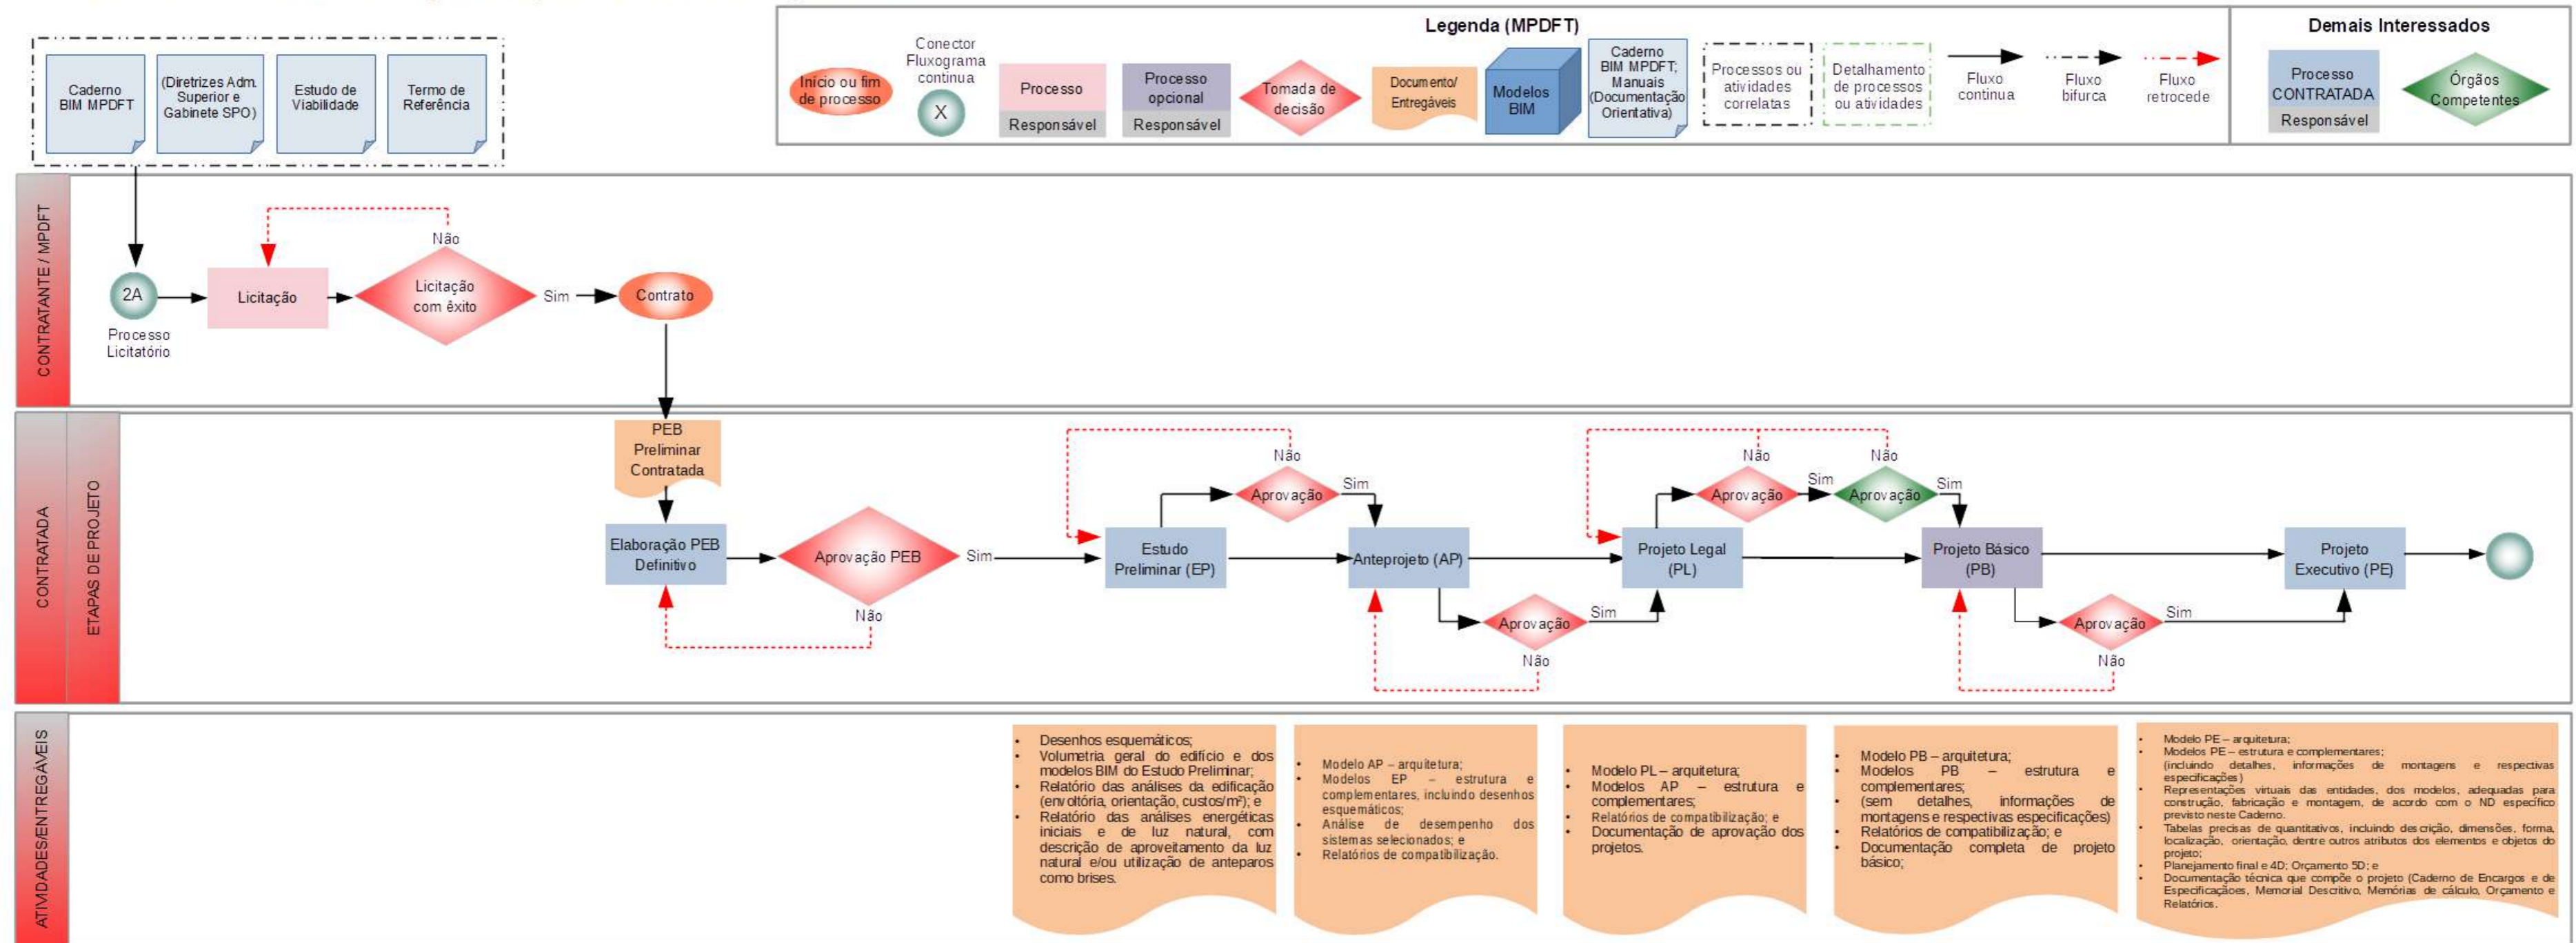 Caderno
BIM MPDFT
(Diretrizes Adm.
Superior e
Gabinete SPO)
Estudo de
Viabilidade
Termo de
Referência
Legenda (MPDFT)
Início ou fim
de processo
Conector
Fluxograma
continua
X
Processo
Responsável
Processo
opcional
Responsável
Tomada de
decisão
Documento/
Entregáveis
Modelos
BIM
Caderno
BIM MPDFT;
Manuais
(Documentação
Orientativa)
Processos ou
atividades
correlatas
Detalhamento
de processos
ou atividades
Fluxo
continua
Fluxo
bifurca
Fluxo
retrocede
Demais Interessados
Processo
CONTRATADA
Responsável
Órgãos
Competentes
CONTRATANTE / MPDFT
2A
Processo
Licitatório
Licitação
Não
Licitação
com êxito
Sim
Contrato
CONTRATADA
ETAPAS DE PROJETO
PEB
Preliminar
Contratada
Elaboração PEB
Definitivo
Aprovação PEB
Sim
Não
Estudo
Preliminar (EP)
Não
Aprovação
Sim
Anteprojeto (AP)
Aprovação
Sim
Não
Projeto Legal
(PL)
Não
Aprovação
Sim
Não
Aprovação
Sim
Projeto Básico
(PB)
Aprovação
Sim
Não
Projeto
Executivo (PE)
ATIVIDADES/ENTREGÁVEIS
• Desenhos esquemáticos;
• Volumetria geral do edifício e dos
modelos BIM do Estudo Preliminar;
• Relatório das análises da edificação
(envoltória, orientação, custos/m²); e
• Relatório das análises energéticas
iniciais e de luz natural, com
descrição de aproveitamento da luz
natural e/ou utilização de anteparos
como brises.
• Modelo AP – arquitetura;
• Modelos EP – estrutura e
complementares, incluindo desenhos
esquemáticos;
• Análise de desempenho dos
sistemas selecionados; e
• Relatórios de compatibilização.
• Modelo PL – arquitetura;
• Modelos AP – estrutura e
complementares;
• Relatórios de compatibilização; e
• Documentação de aprovação dos
projetos.
• Modelo PB – arquitetura;
• Modelos PB – estrutura e
complementares;
• (sem detalhes, informações de
montagens e respectivas especificações)
• Relatórios de compatibilização; e
• Documentação completa de projeto
básico;
• Modelo PE – arquitetura;
• Modelos PE – estrutura e complementares;
(incluindo detalhes, informações de montagens e respectivas
especificações)
• Representações virtuais das entidades, dos modelos, adequadas para
construção, fabricação e montagem, de acordo com o ND específico
previsto neste Caderno.
• Tabelas precisas de quantitativos, incluindo descrição, dimensões, forma,
localização, orientação, dentre outros atributos dos elementos e objetos do
projeto;
• Planejamento final e 4D; Orçamento 5D; e
• Documentação técnica que compõe o projeto (Caderno de Encargos e de
Especificaçãoes, Memorial Descritivo, Memórias de cálculo, Orçamento e
Relatórios.